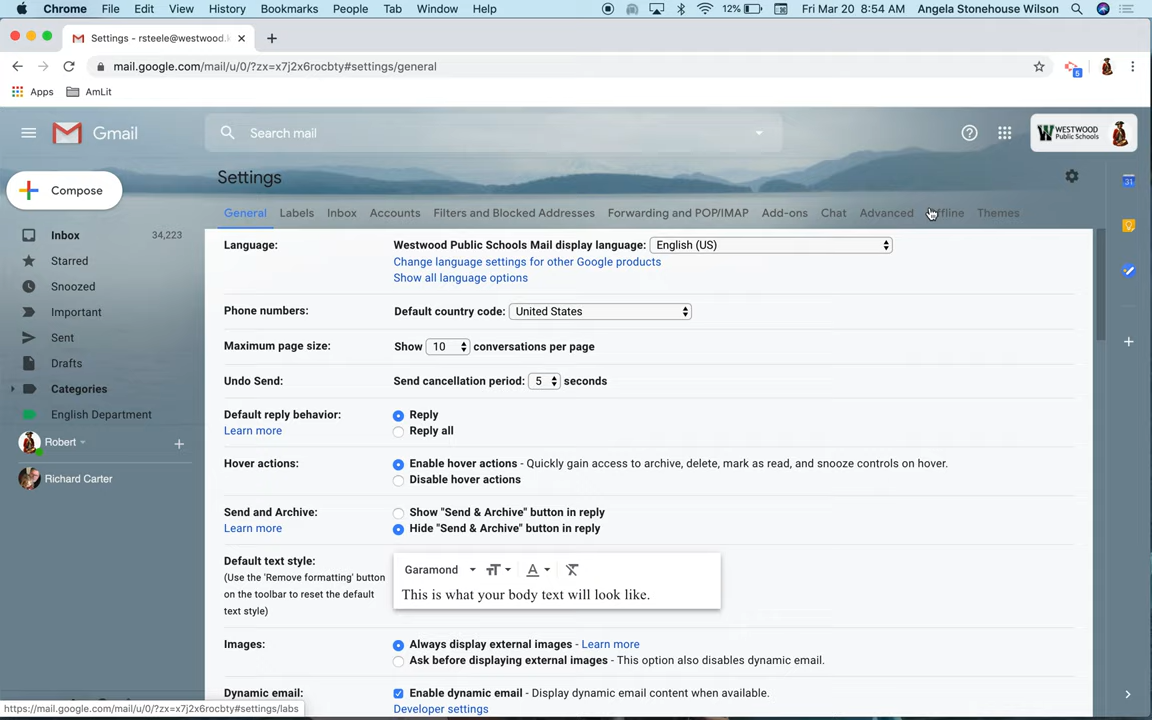 Chrome File Edit View History Bookmarks People Tab Window Help 12% Fri Mar 20 8:54 AM Angela Stonehouse Wilson
Settings - rsteele@westwood.
mail.google.com/mail/u/0/?zx=x7j2x6rocbty#settings/general
5
Apps AmLit
Gmail Search mail WESTWOOD
Public Schools
Settings
Compose
31
General Labels Inbox Accounts Filters and Blocked Addresses Forwarding and POP/IMAP Add-ons Chat Advanced Themes
Inbox 34,223
Starred
Snoozed
Important
Sent
Drafts
Categories
English Department
Robert
Richard Carter
Language: Westwood Public Schools Mail display language: English (US)
Change language settings for other Google products
Show all language options
Phone numbers: Default country code: United States
Maximum page size: Show 10 conversations per page
Undo Send: Send cancellation period: 5 seconds
Default reply behavior: Reply
Learn more Reply all
Hover actions: Enable hover actions - Quickly gain access to archive, delete, mark as read, and snooze controls on hover.
Disable hover actions
Send and Archive: Show "Send & Archive" button in reply
Learn more Hide "Send & Archive" button in reply
Default text style:
(Use the 'Remove formatting' button
on the toolbar to reset the default
text style)
Garamond
This is what your body text will look like.
Images: Always display external images - Learn more
Ask before displaying external images - This option also disables dynamic email.
Dynamic email: Enable dynamic email - Display dynamic email content when available.
Developer settings
https://mail.google.com/mail/u/0/?zx=x7j2x6rocbty#settings/labs